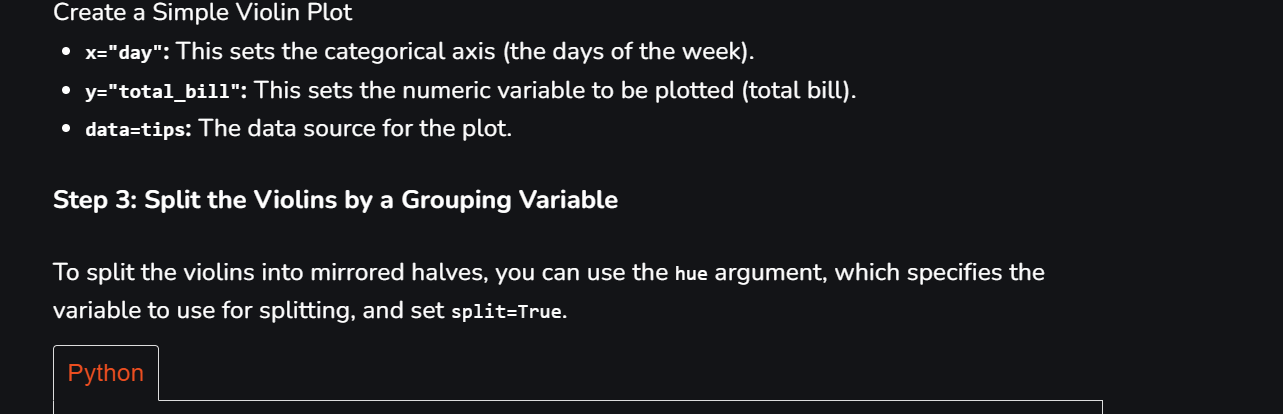 Create a Simple Violin Plot
• x="day": This sets the categorical axis (the days of the week).
• y="total_bill": This sets the numeric variable to be plotted (total bill).
• data=tips: The data source for the plot.
Step 3: Split the Violins by a Grouping Variable
To split the violins into mirrored halves, you can use the hue argument, which specifies the
variable to use for splitting, and set split=True.
Python